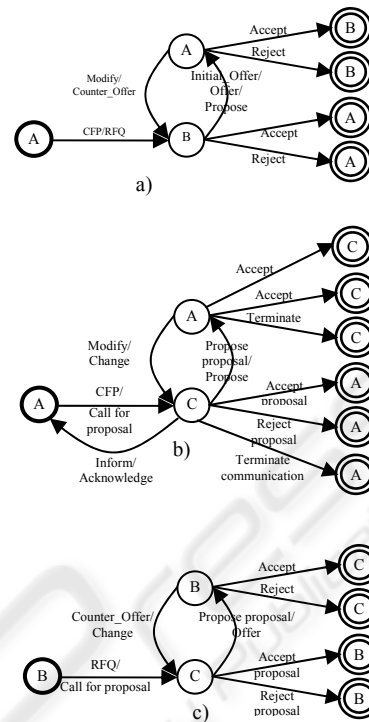 Accept
B
A
Reject
B
Modify/
Counter_Offer
Initial_Offer/
Offer/
Propose
A
CFP/RFQ
B
Accept
A
Reject
A
a)
C
Accept
Accept
C
A
Terminate
C
Modify/
Change
Propose
proposal/
Propose
Accept
proposal
A
A
CFP/
Call for
proposal
C
Reject
proposal
A
Inform/
Acknowledge
Terminate
communication
A
b)
Accept
C
B
Reject
C
Counter_Offer/
Change
Propose proposal/
Offer
Accept
proposal
B
B
RFQ/
Call for proposal
C
Reject
proposal
B
c)